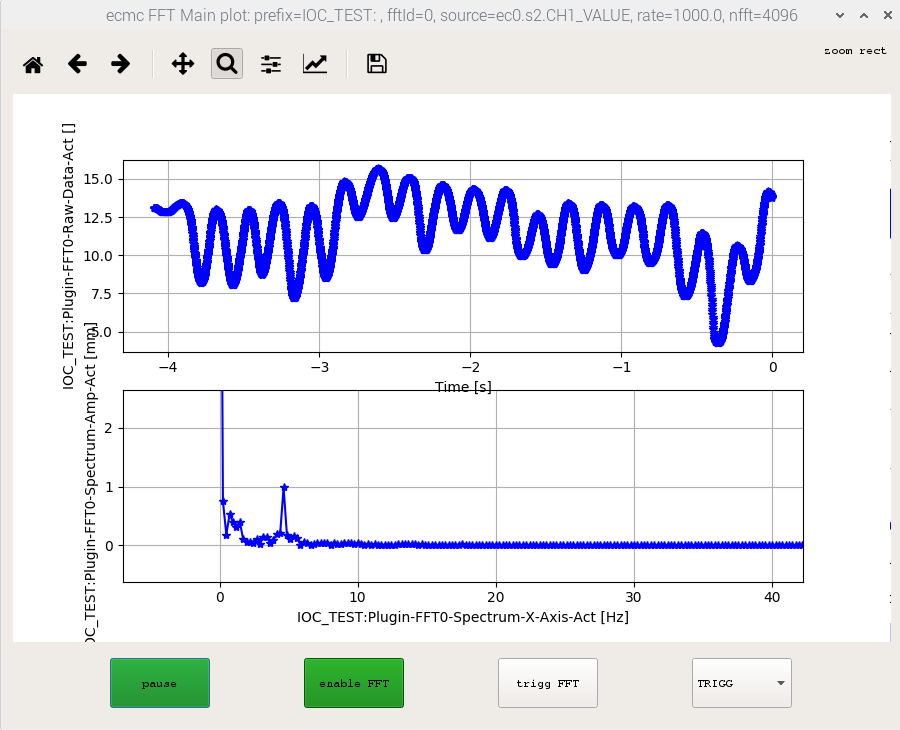 ecmc FFT Main plot: prefix=IOC_TEST: , fftId=0, source=ec0.s2.CH1_VALUE, rate=1000.0, nfft=4096
zoom rect
IOC_TEST:Plugin-FFT0-Raw-Data-Act []
15.0
12.5
10.0
7.5
5.0
−4 −3 −2 −1 0
Time [s]
OC_TEST:Plugin-FFT0-Spectrum-Amp-Act [mm]
2
1
0
0 10 20 30 40
IOC_TEST:Plugin-FFT0-Spectrum-X-Axis-Act [Hz]
pause enable FFT trigg FFT TRIGG